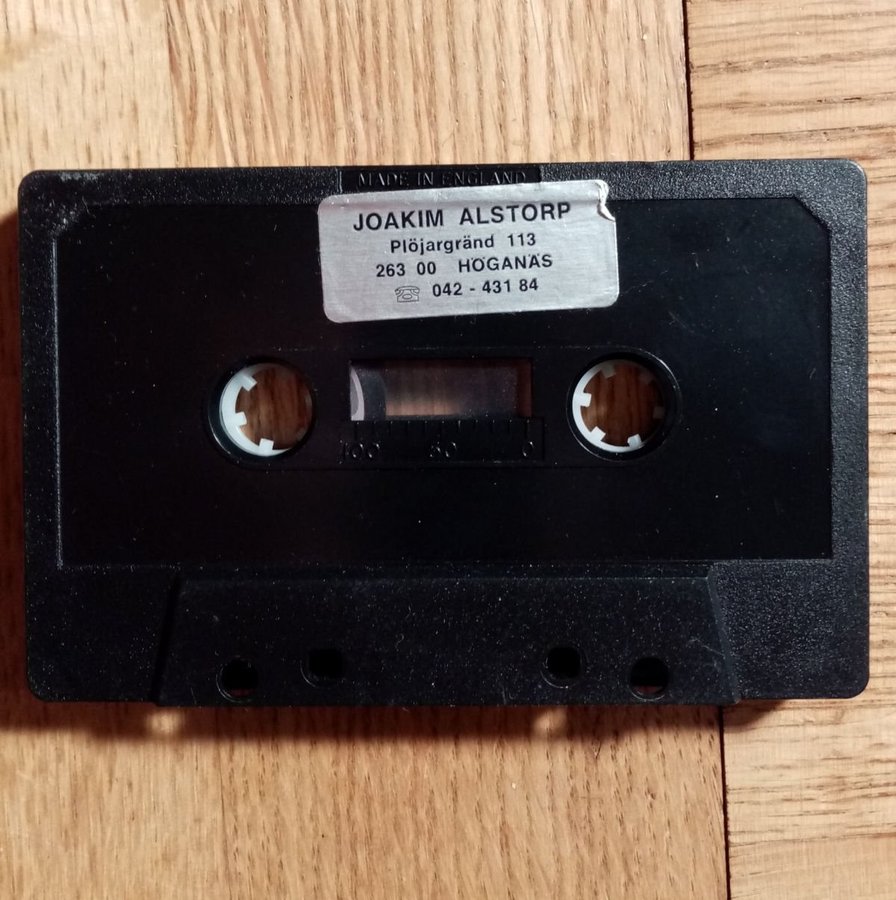 MADE IN ENGLAND
JOAKIM ALSTORP
Plöjargränd 113
263 00 HÖGANÄS
☏ 042 - 431 84
100 50 0